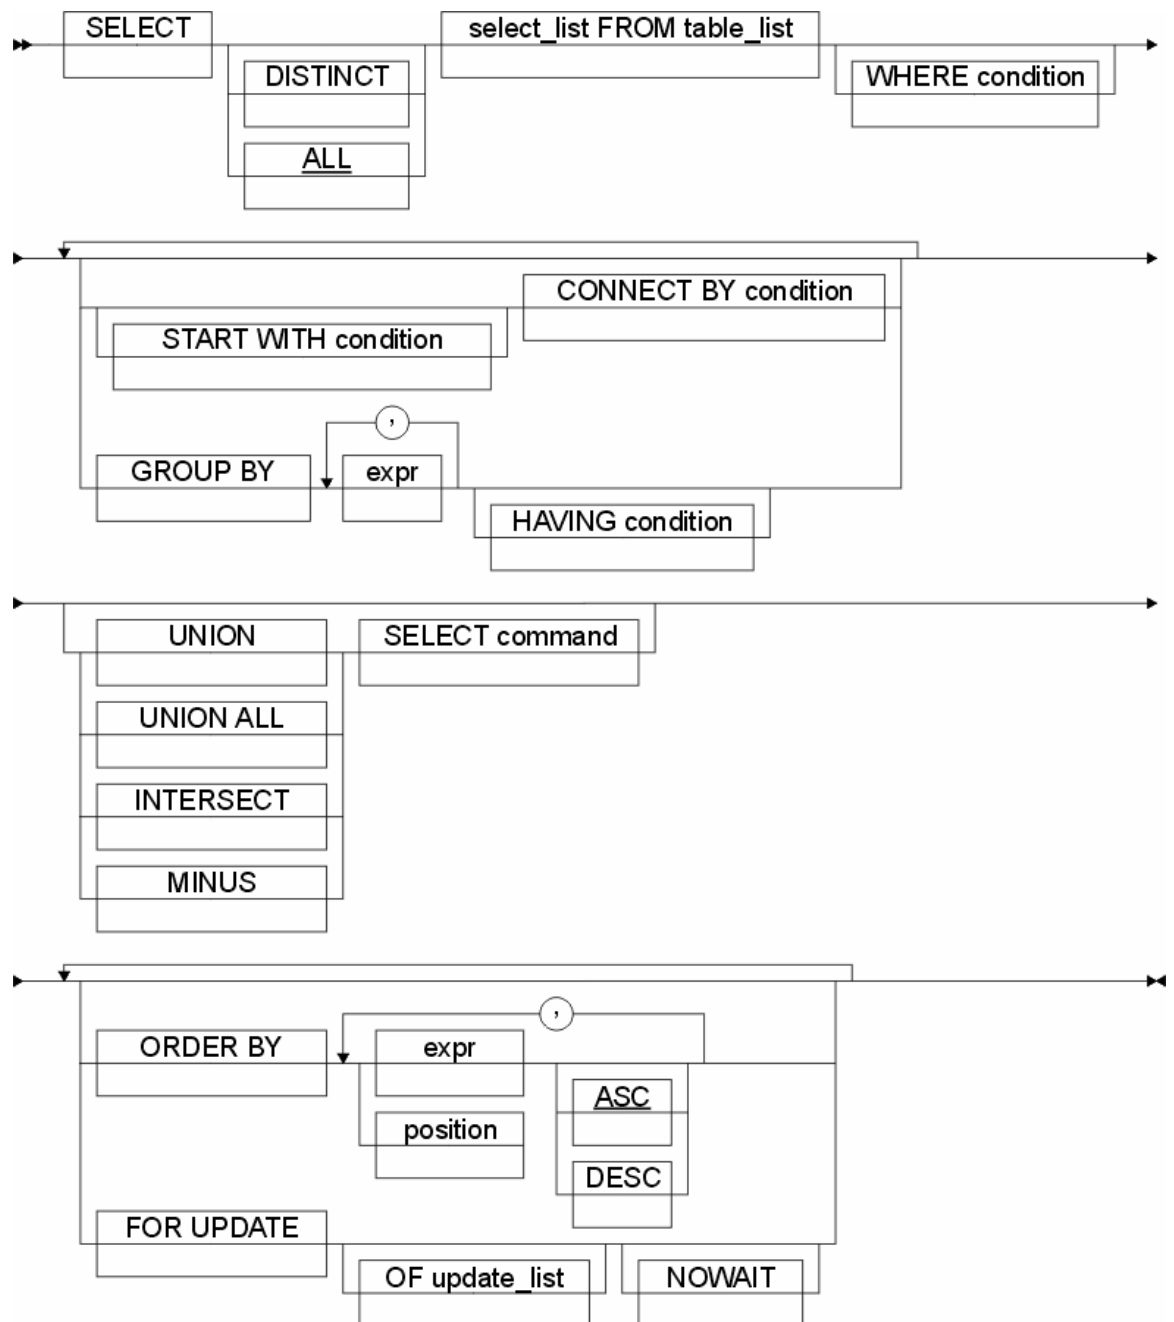 SELECT select_list FROM table_list
DISTINCT WHERE condition
ALL
CONNECT BY condition
START WITH condition
,
GROUP BY expr
HAVING condition
UNION SELECT command
UNION ALL
INTERSECT
MINUS
,
ORDER BY expr
ASC
position
DESC
FOR UPDATE
OF update_list NOWAIT